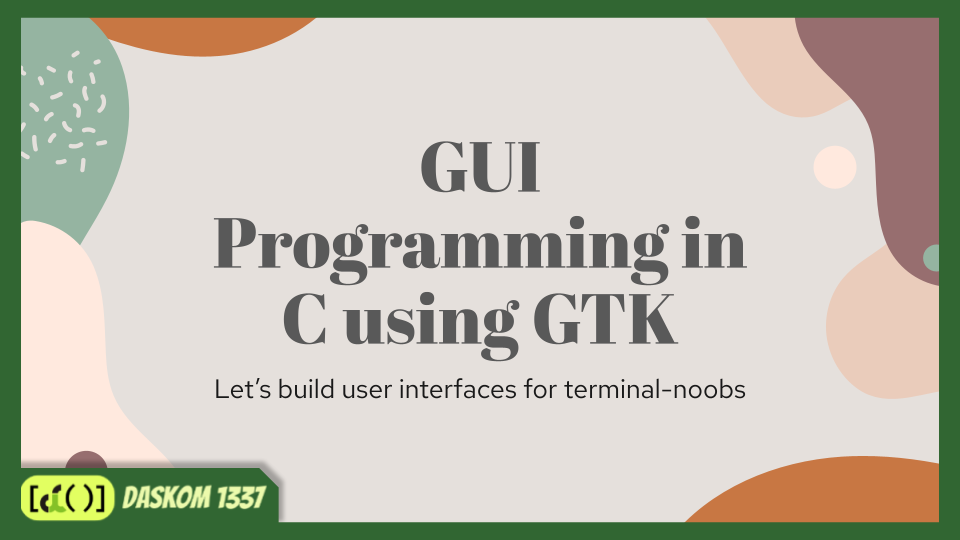 GUI
Programming in
C using GTK
Let's build user interfaces for terminal-noobs
[d()] DASKOM 1337